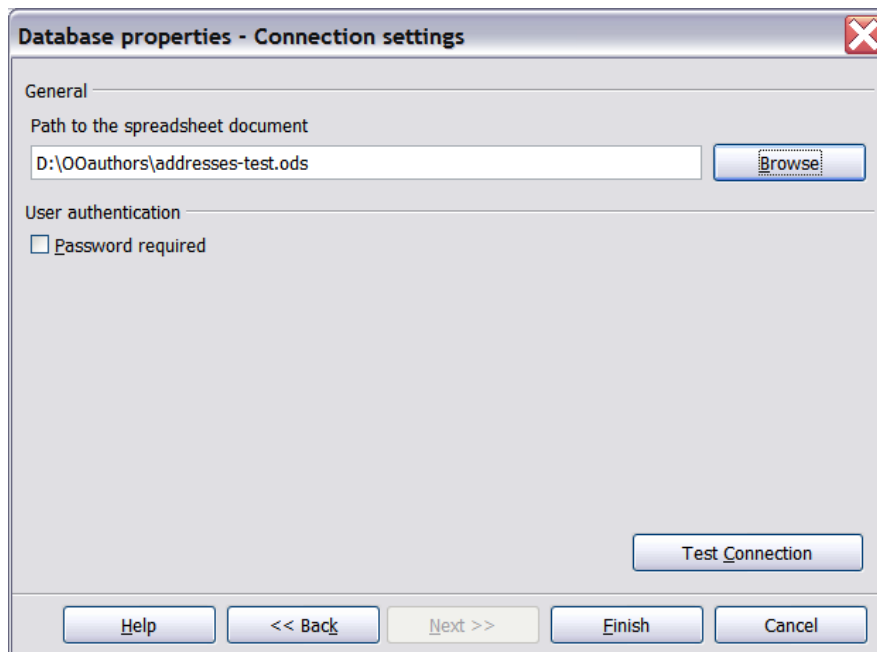 Database properties - Connection settings
General
Path to the spreadsheet document
D:\OOauthors\addresses-test.ods
Browse
User authentication
Password required
Test Connection
Help
<< Back
Next >>
Finish
Cancel